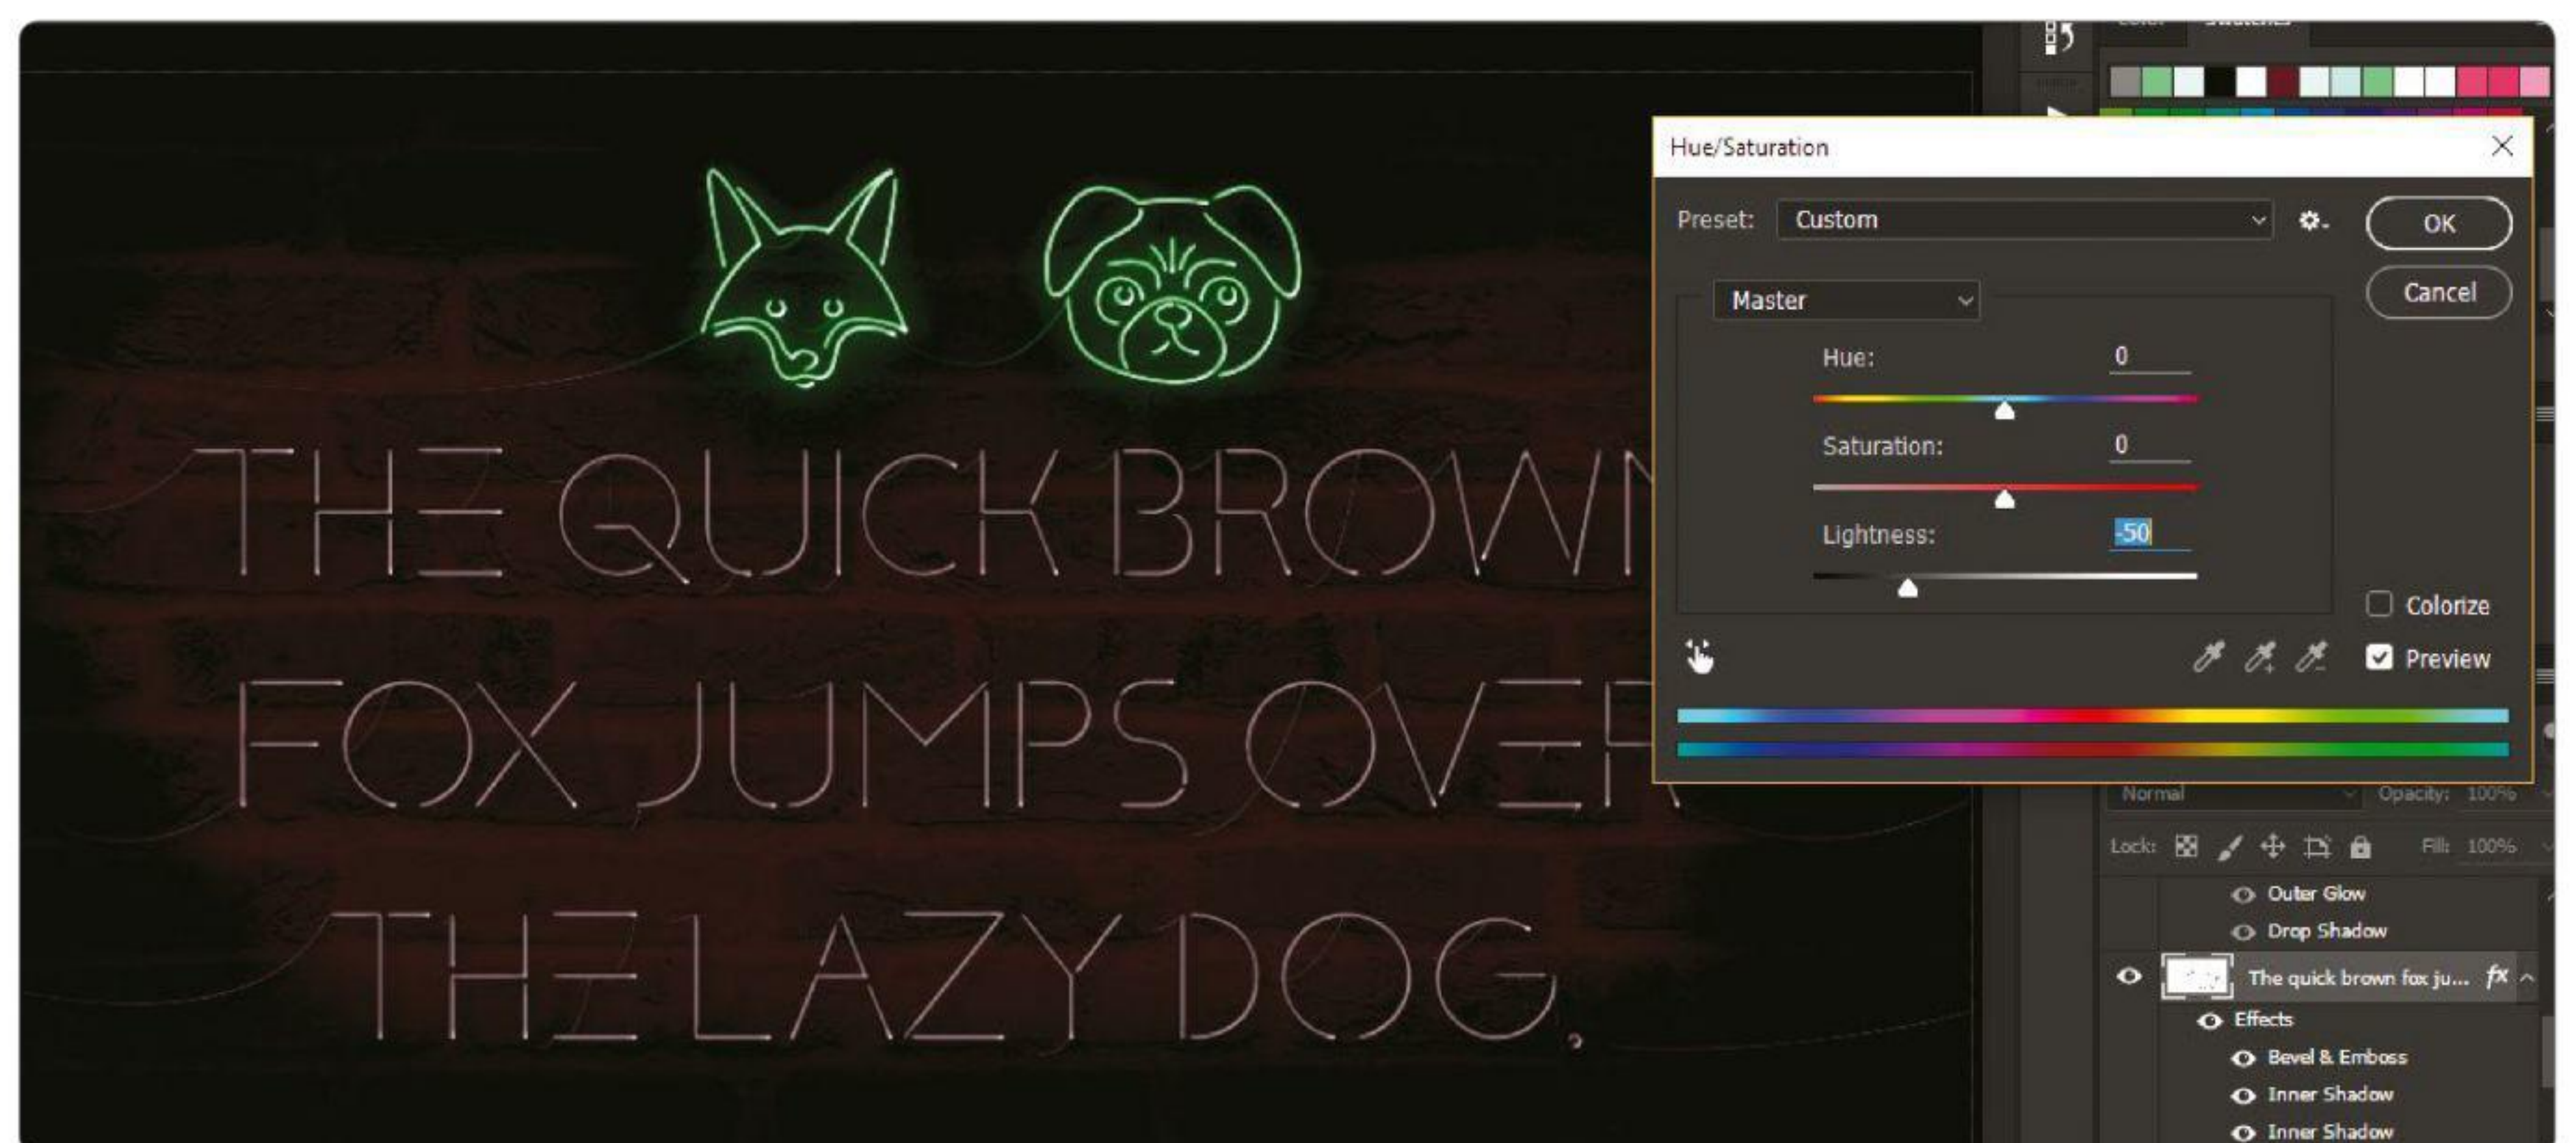 THE QUICK BROWN
FOX JUMPS OVER
THE LAZY DOG.
Hue/Saturation
Preset: Custom
OK
Cancel
Master
Hue: 0
Saturation: 0
Lightness: -50
Colorize
Preview
Normal Opacity: 100%
Lock: Fill: 100%
Outer Glow
Drop Shadow
The quick brown fox ju... fx
Effects
Bevel & Emboss
Inner Shadow
Inner Shadow